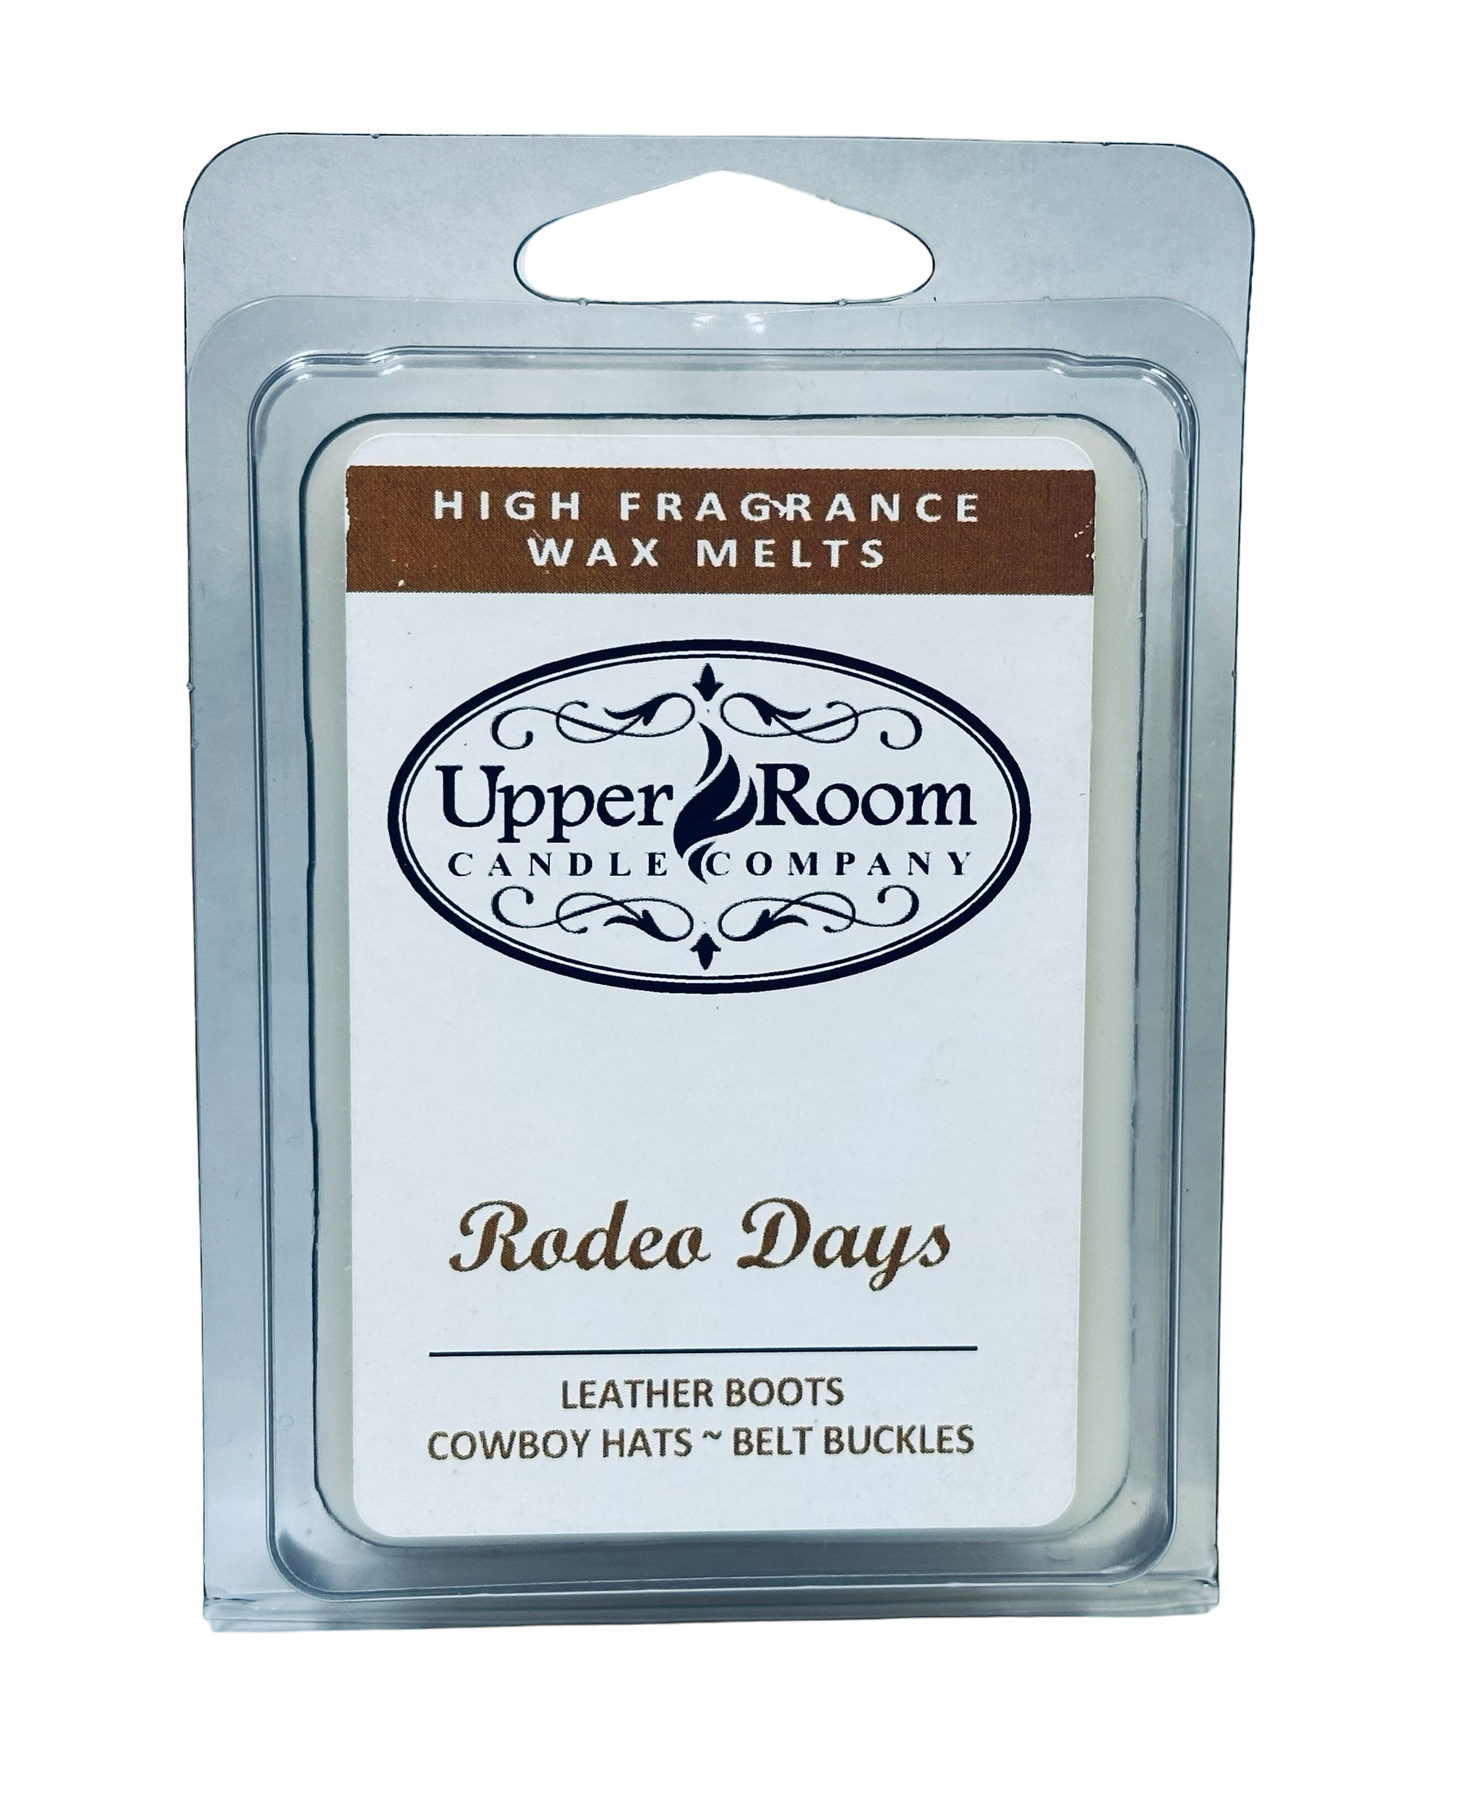 HIGH FRAGRANCE
WAX MELTS
Upper Room
CANDLE COMPANY
Rodeo Days
LEATHER BOOTS
COWBOY HATS ~ BELT BUCKLES